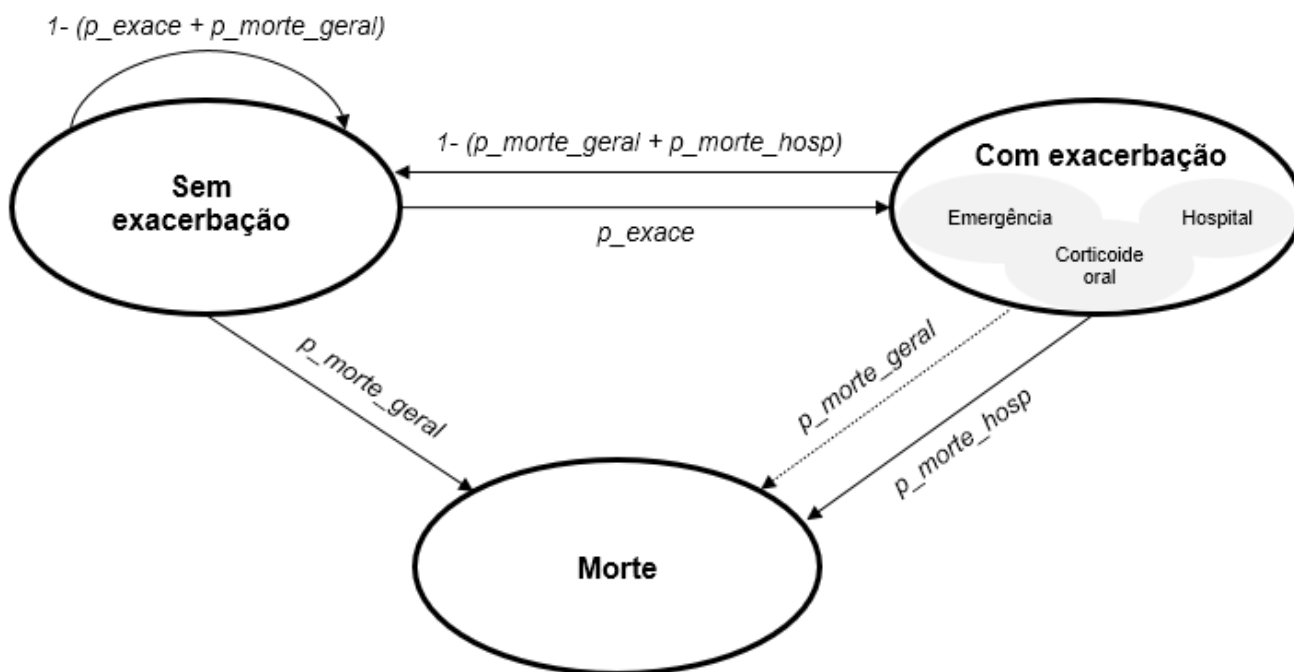 1- (p_exace + p_morte_geral)
1- (p_morte_geral + p_morte_hosp)
Sem
exacerbação
p_exace
Com exacerbação
Emergência
Hospital
Corticoide
oral
p_morte_geral
p_morte_geral
p_morte_hosp
Morte